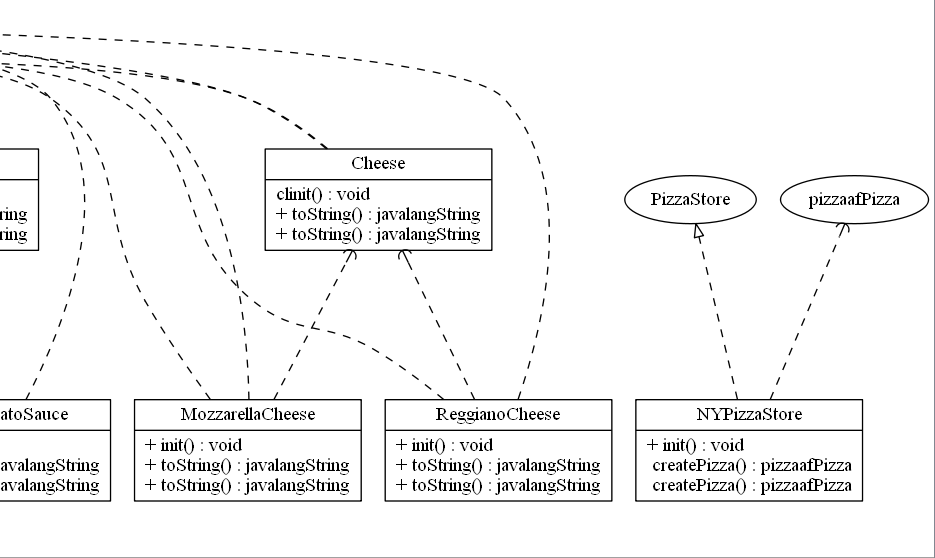 Cheese
clinit() : void
+ toString() : javalangString
+ toString() : javalangString
PizzaStore
pizzaafPizza
ring
ring
atoSauce
avalangString
avalangString
MozzarellaCheese
+ init() : void
+ toString() : javalangString
+ toString() : javalangString
ReggianoCheese
+ init() : void
+ toString() : javalangString
+ toString() : javalangString
NYPizzaStore
+ init() : void
createPizza() : pizzaafPizza
createPizza() : pizzaafPizza